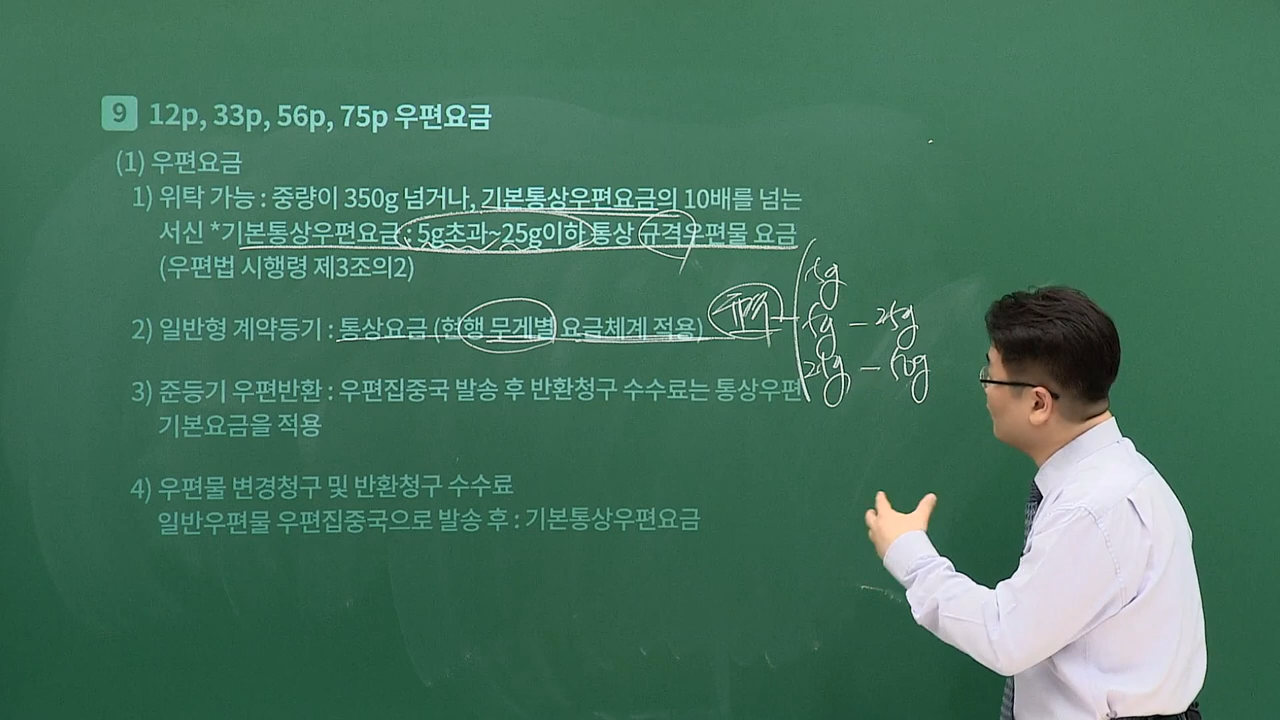 9 12p, 33p, 56p, 75p 우편요금
(1) 우편요금
1) 위탁 가능 : 중량이 350g 넘거나, 기본통상우편요금의 10배를 넘는
서신 *기본통상우편요금 : 5g초과~25g이하 통상 규격우편물 요금
(우편법 시행령 제3조의2)
2) 일반형 계약등기 : 통상요금 (현행 무게별 요금체계 적용) 규격
5g
5g - 25g
25g - 50g
3) 준등기 우편반환 : 우편집중국 발송 후 반환청구 수수료는 통상우편
기본요금을 적용
4) 우편물 변경청구 및 반환청구 수수료
일반우편물 우편집중국으로 발송 후 : 기본통상우편요금